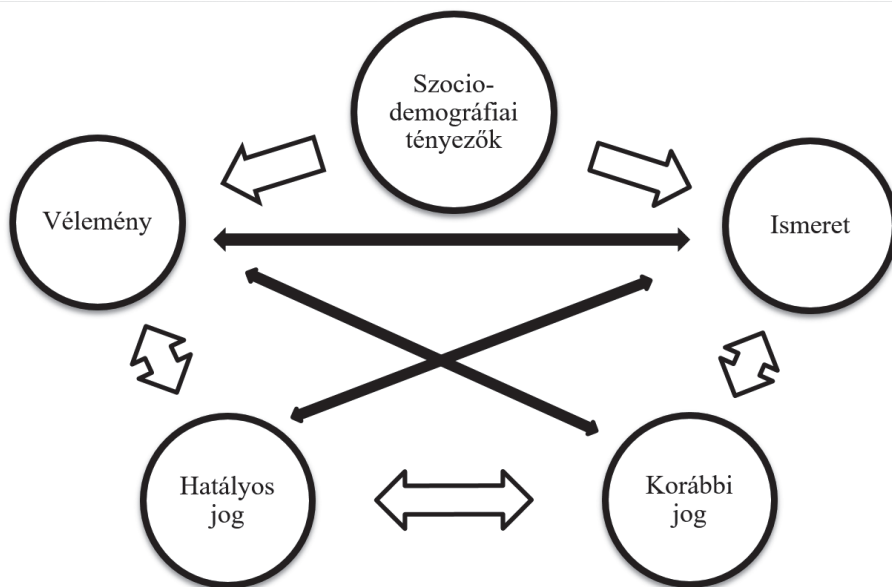 Szocio-
demográfiai
tényezők
Vélemény
Ismeret
Hatályos
jog
Korábbi
jog